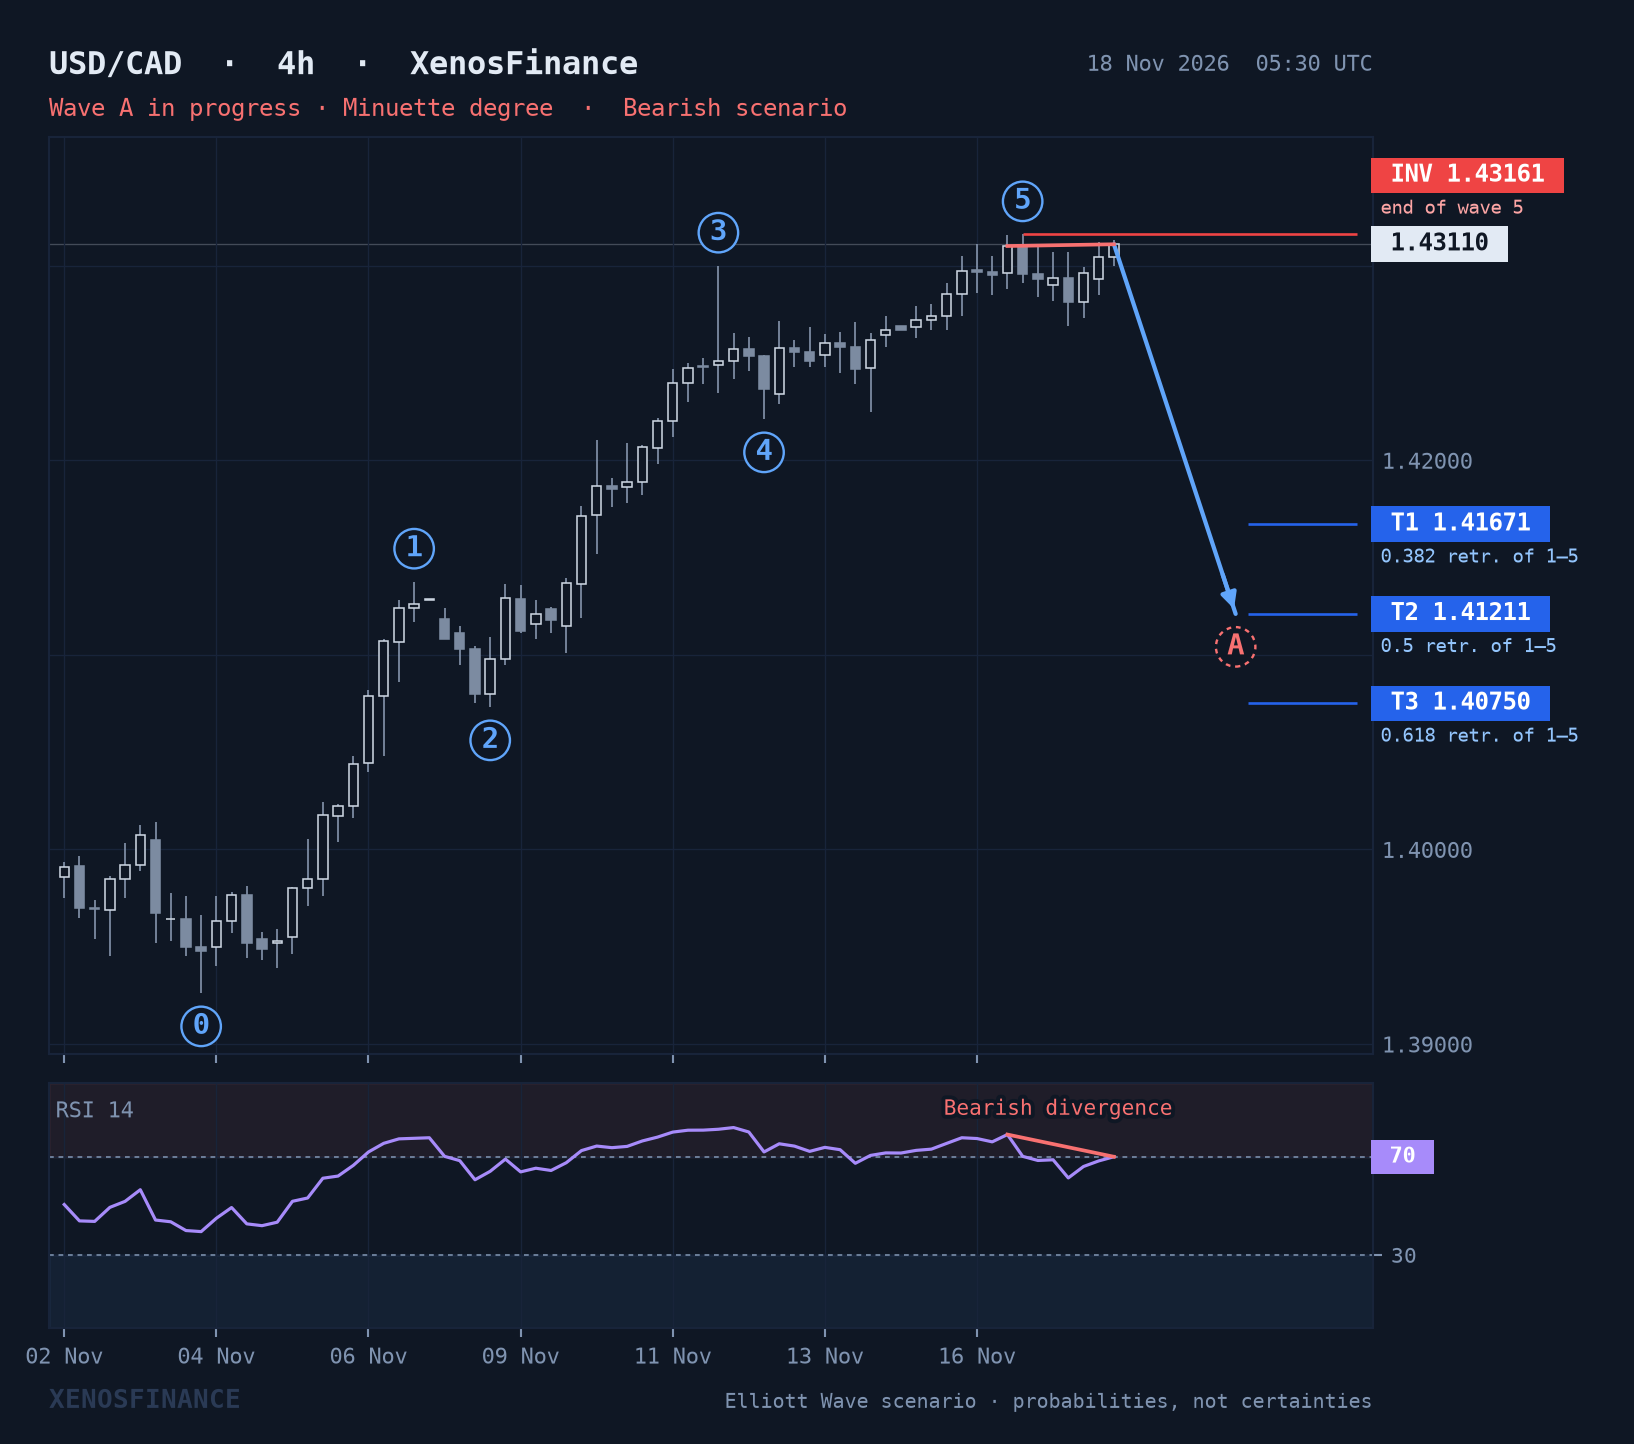 USD/CAD · 4h · XenosFinance
18 Nov 2026 05:30 UTC
Wave A in progress · Minuette degree · Bearish scenario
INV 1.43161
end of wave 5
1.43110
5
3
4
1.42000
T1 1.41671
0.382 retr. of 1–5
1
T2 1.41211
0.5 retr. of 1–5
A
T3 1.40750
0.618 retr. of 1–5
2
1.40000
0
1.39000
RSI 14
Bearish divergence
70
30
02 Nov
04 Nov
06 Nov
09 Nov
11 Nov
13 Nov
16 Nov
XENOSFINANCE
Elliott Wave scenario · probabilities, not certainties